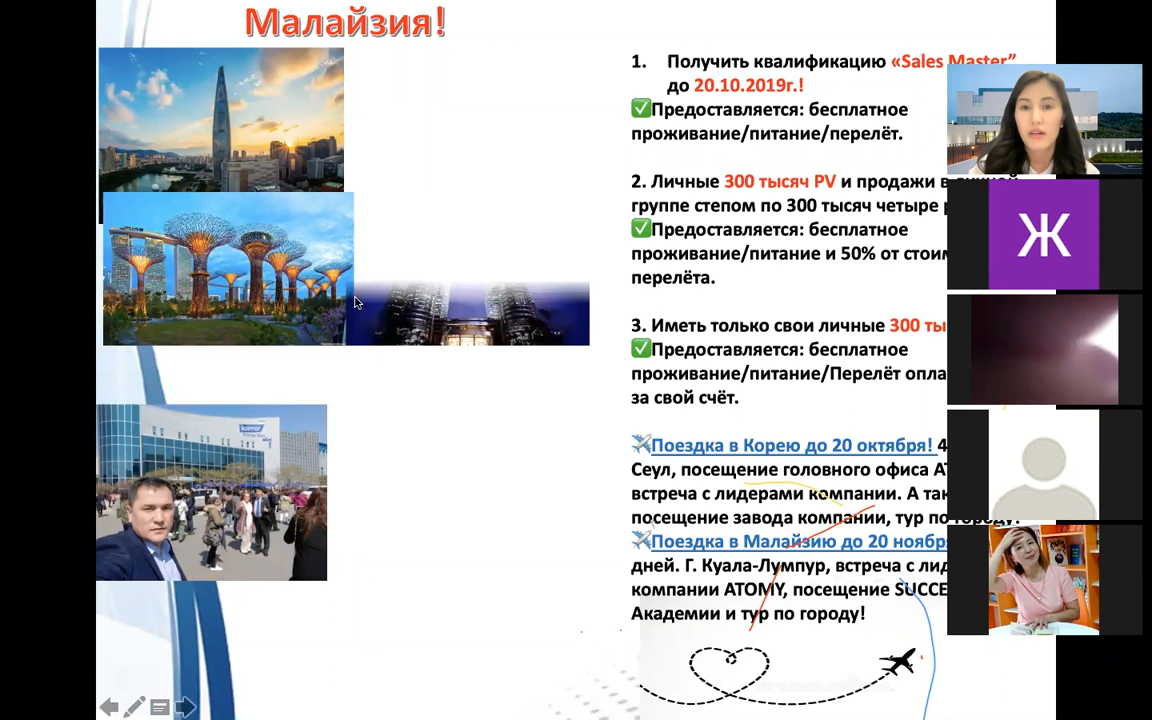 Малайзия!
1. Получить квалификацию «Sales Master”
до 20.10.2019г.!
✅Предоставляется: бесплатное
проживание/питание/перелёт.
2. Личные 300 тысяч PV и продажи в
группе степом по 300 тысяч четыре
✅Предоставляется: бесплатное
проживание/питание и 50% от
перелёта.
3. Иметь только свои личные 300
✅Предоставляется: бесплатное
проживание/питание/Перелёт
за свой счёт.
Поездка в Корею до 20 октября! 4
Сеул, посещение головного офиса
встреча с лидерами компании. А
посещение завода компании, тур по городу!
Поездка в Малайзию до 20
дней. Г. Куала-Лумпур, встреча с
компании ATOMY, посещение
Академии и тур по городу!
kolmar
Ж